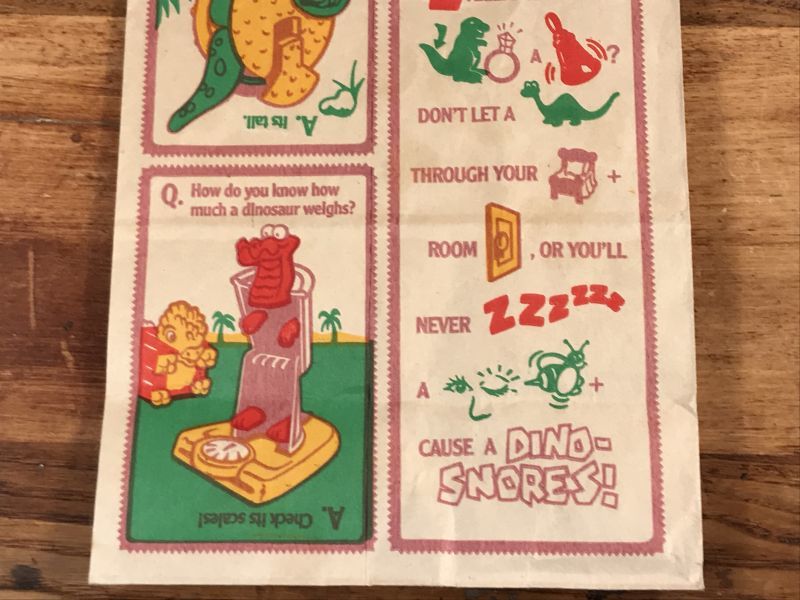 A. Its tail.
Q. How do you know how
much a dinosaur weighs?
A. Check its scales!
A ?
DON'T LET A
THROUGH YOUR +
ROOM , OR YOU'LL
NEVER ZZZZZZ
A +
CAUSE A DINO-
SNORES!